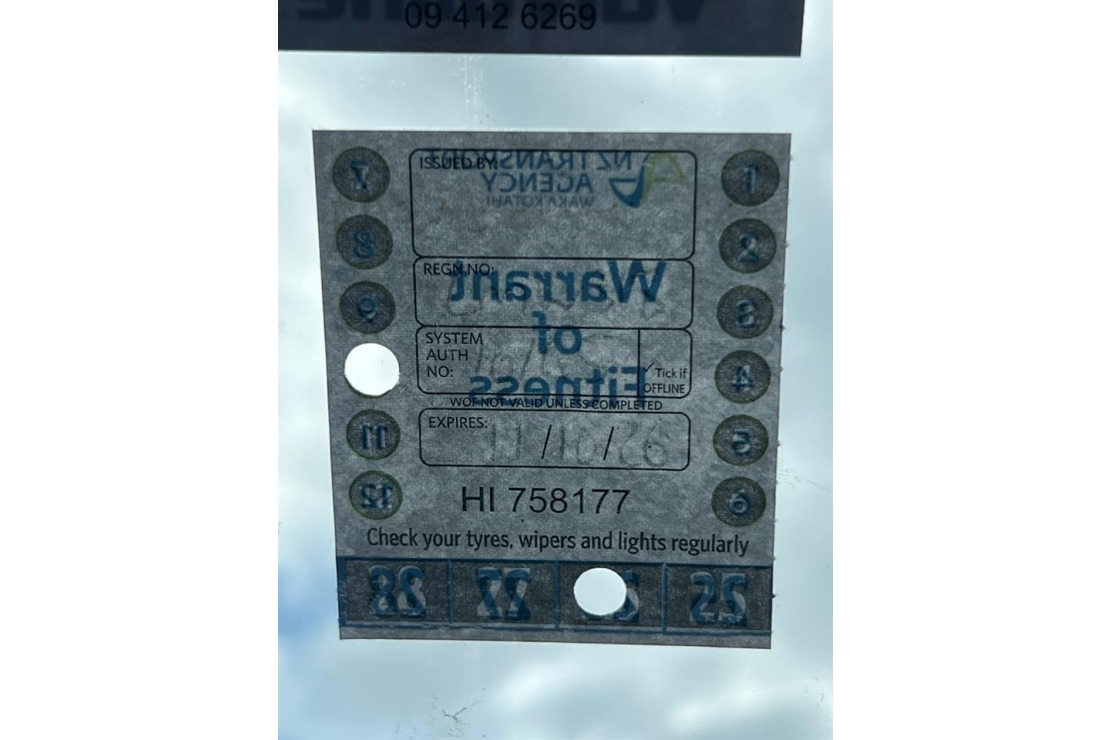 09 412 6269
ISSUED BY:
NZ TRANSPORT
AGENCY
WAKA KOTAHI
7
1
8
2
REGN NO:
Warrant
9
3
of
SYSTEM
AUTH
NO:
Tick if
OFFLINE
4
Fitness
WOF NOT VALID UNLESS COMPLETED
EXPIRES:
11
5
12
6
HI 758177
Check your tyres, wipers and lights regularly
28 27 25